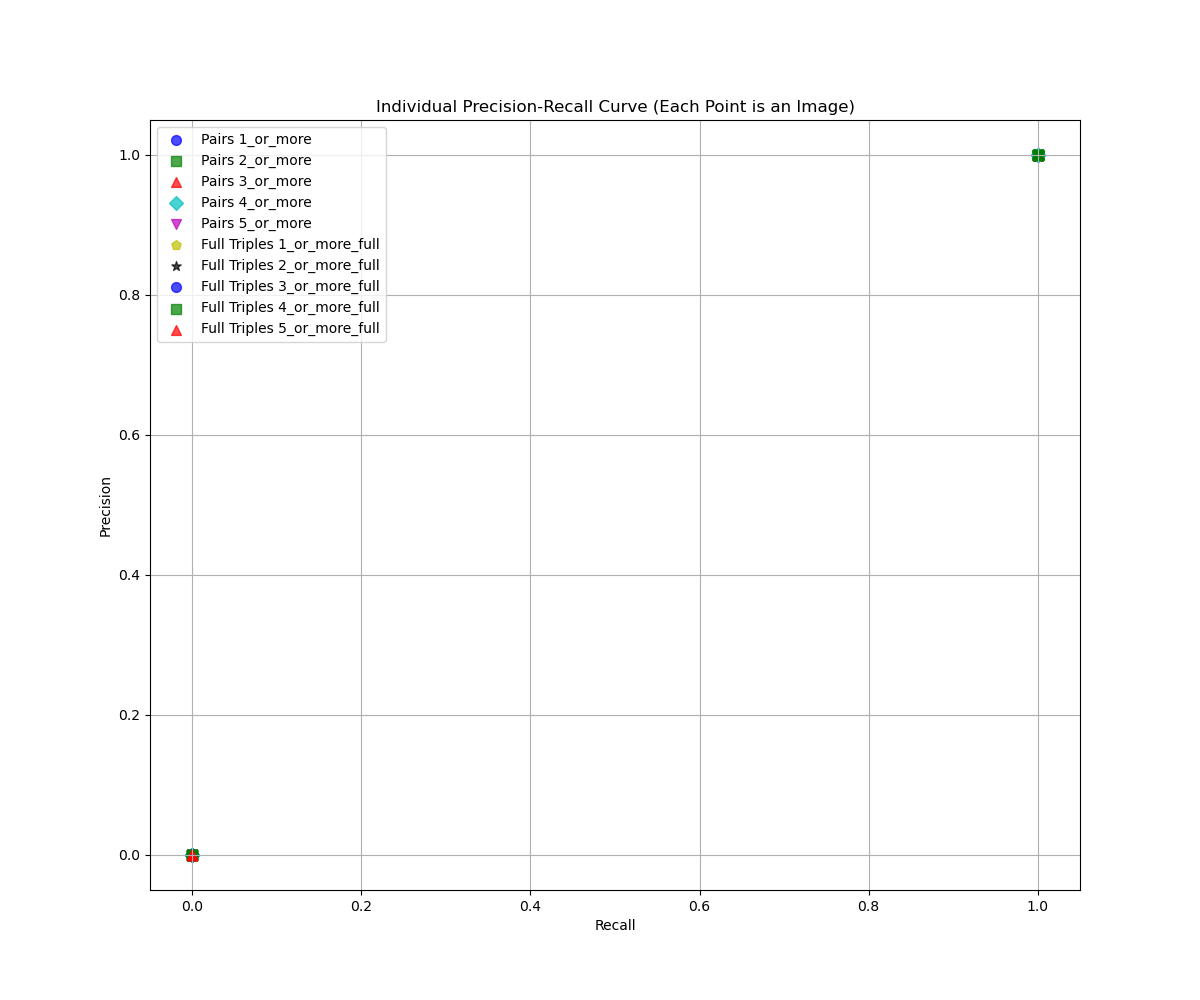 Individual Precision-Recall Curve (Each Point is an Image)
Pairs 1_or_more
Pairs 2_or_more
Pairs 3_or_more
Pairs 4_or_more
Pairs 5_or_more
Full Triples 1_or_more_full
Full Triples 2_or_more_full
Full Triples 3_or_more_full
Full Triples 4_or_more_full
Full Triples 5_or_more_full
1.0
0.8
0.6
0.4
0.2
0.0
Precision
0.0 0.2 0.4 0.6 0.8 1.0
Recall